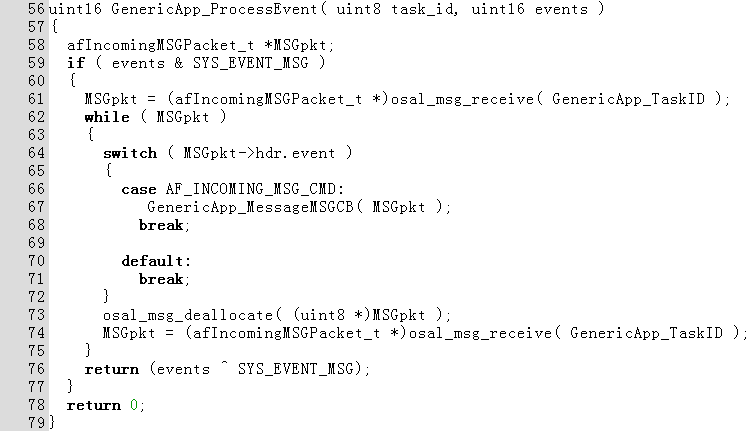 56 uint16 GenericApp_ProcessEvent( uint8 task_id, uint16 events )
57 {
58   afIncomingMSGPacket_t *MSGpkt;
59   if ( events & SYS_EVENT_MSG )
60   {
61     MSGpkt = (afIncomingMSGPacket_t *)osal_msg_receive( GenericApp_TaskID );
62     while ( MSGpkt )
63     {
64       switch ( MSGpkt->hdr.event )
65       {
66         case AF_INCOMING_MSG_CMD:
67            GenericApp_MessageMSGCB( MSGpkt );
68           break;
69
70         default:
71           break;
72       }
73       osal_msg_deallocate( (uint8 *)MSGpkt );
74       MSGpkt = (afIncomingMSGPacket_t *)osal_msg_receive( GenericApp_TaskID );
75     }
76     return (events ^ SYS_EVENT_MSG);
77   }
78   return 0;
79 }